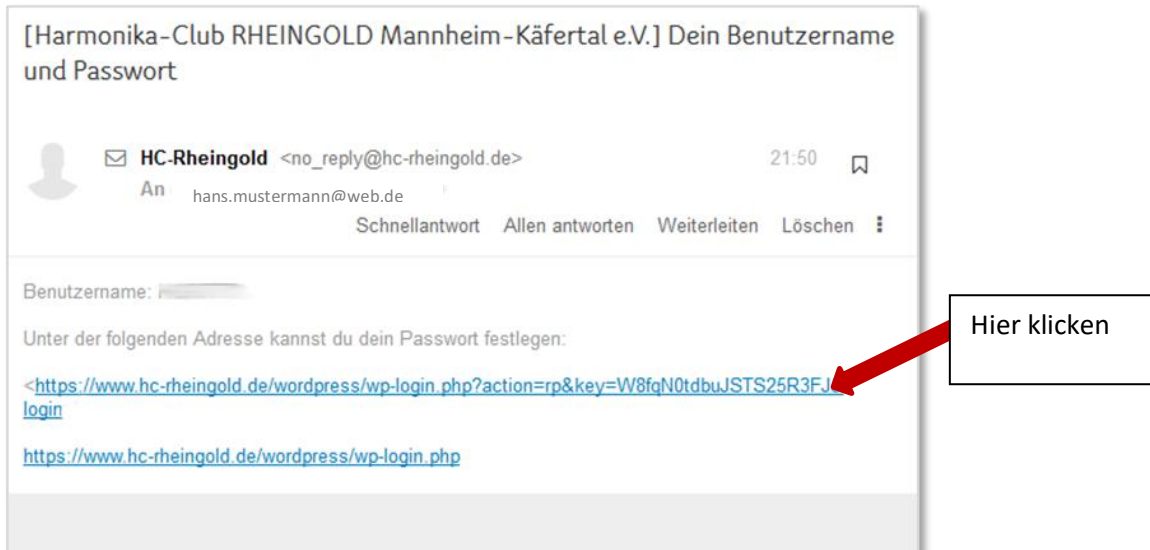 [Harmonika-Club RHEINGOLD Mannheim-Käfertal e.V.] Dein Benutzername
und Passwort
HC-Rheingold <no_reply@hc-rheingold.de> 21:50
An hans.mustermann@web.de
Schnellantwort Allen antworten Weiterleiten Löschen
Benutzername:
Unter der folgenden Adresse kannst du dein Passwort festlegen:
Hier klicken
<https://www.hc-rheingold.de/wordpress/wp-login.php?action=rp&key=W8fqN0tdbuJSTS25R3FJ
login
https://www.hc-rheingold.de/wordpress/wp-login.php